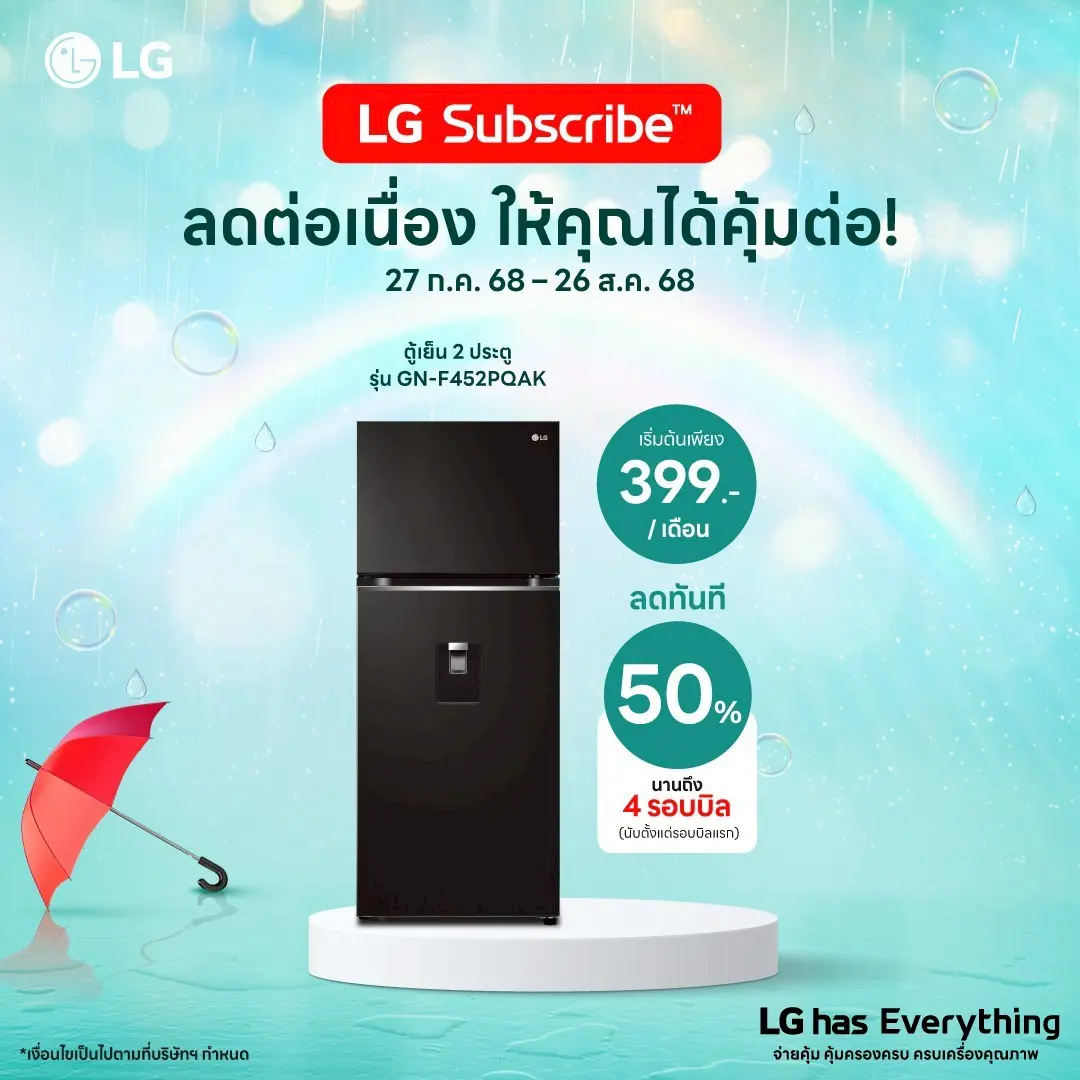 LG
LG Subscribe™
ลดต่อเนื่อง ให้คุณได้คุ้มต่อ!
27 ก.ค. 68 – 26 ส.ค. 68
ตู้เย็น 2 ประตู
รุ่น GN-F452PQAK
LG
เริ่มต้นเพียง
399.-
/ เดือน
ลดทันที
50%
นานถึง
4 รอบบิล
(นับตั้งแต่รอบบิลแรก)
LG has Everything
จ่ายคุ้ม คุ้มครองครบ ครบเครื่องคุณภาพ
*เงื่อนไขเป็นไปตามที่บริษัทฯ กำหนด